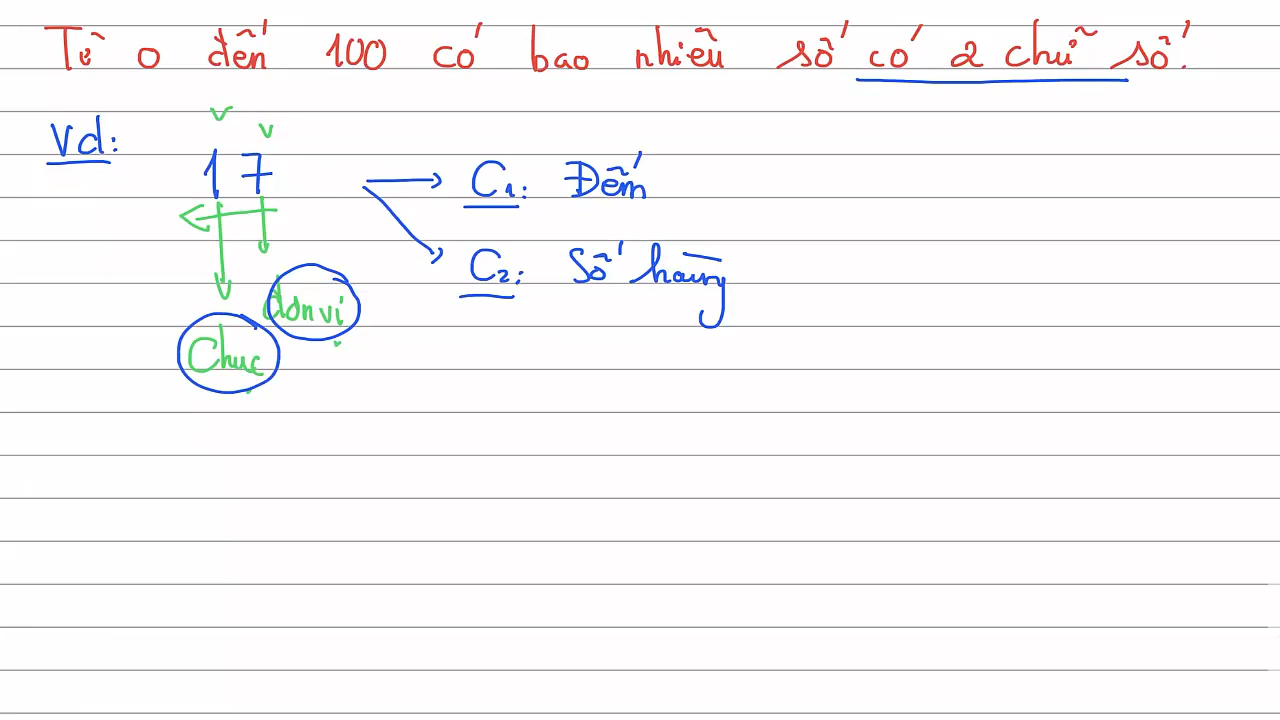 Từ 0 đến 100 có bao nhiêu số có 2 chữ số.
Vd: 17
C1: Đếm
C2: Số hàng
đơn vị
Chục